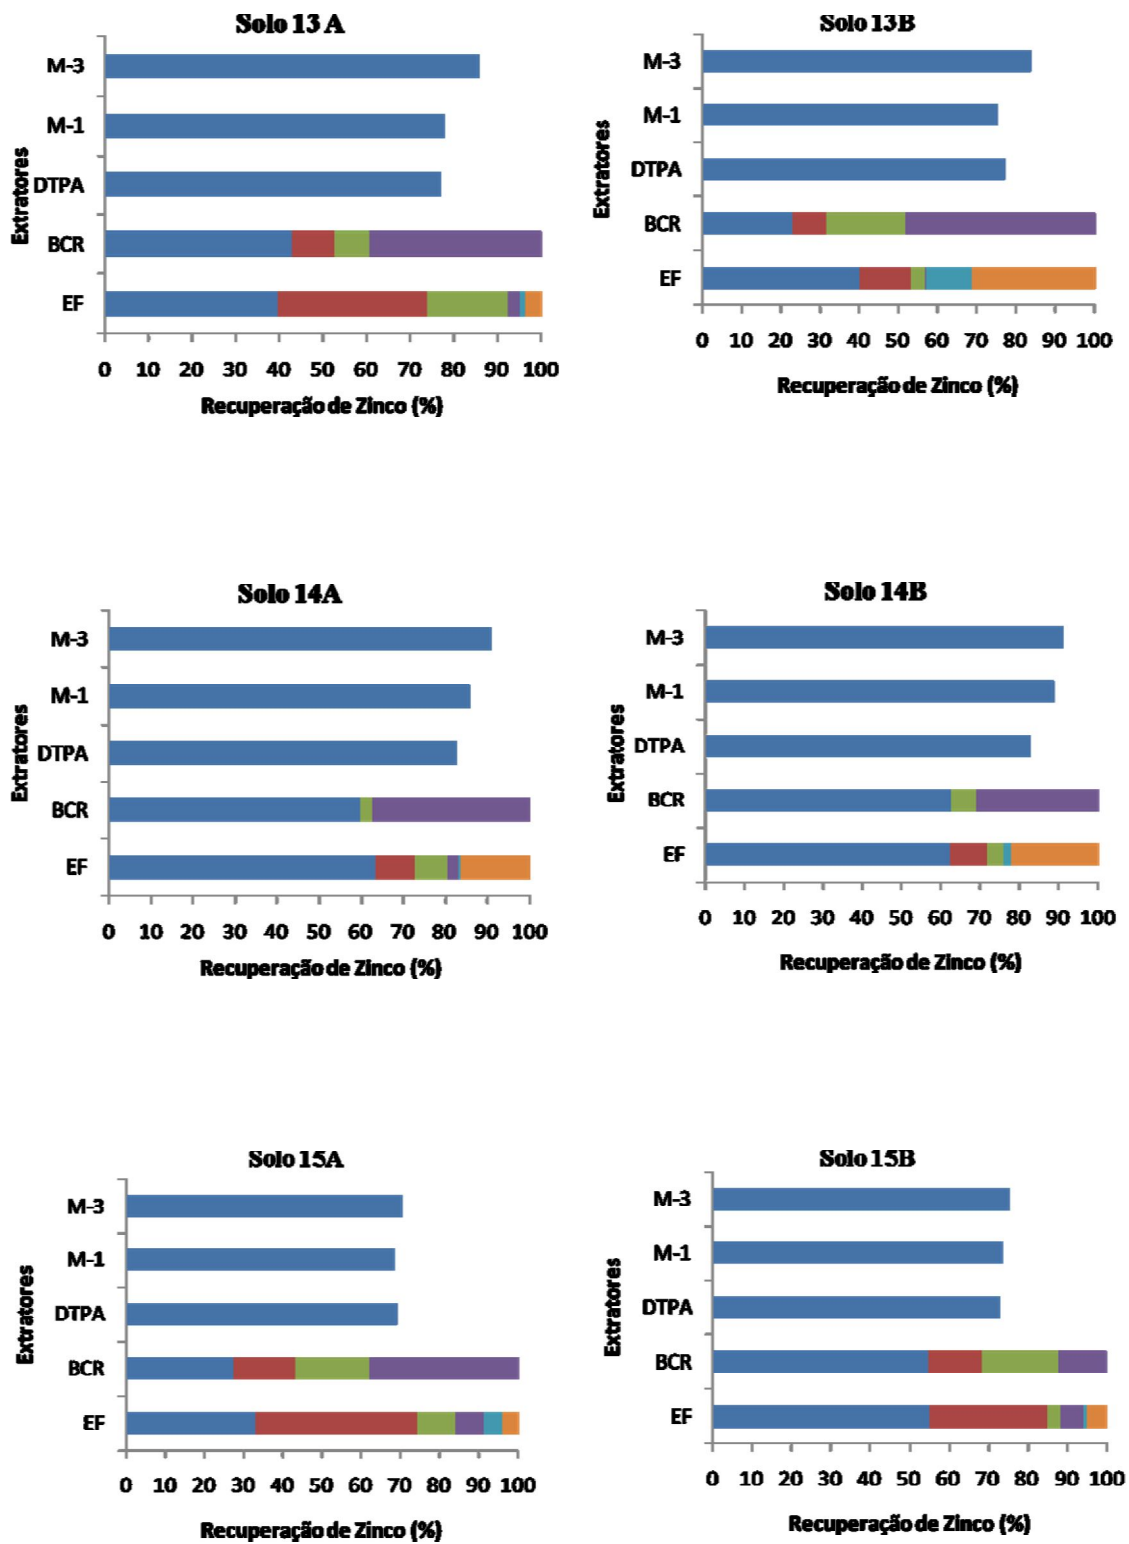 Solo 13 A
Extratores
M-3
M-1
DTPA
BCR
EF
0 10 20 30 40 50 60 70 80 90 100
Recuperação de Zinco (%)
Solo 13B
Extratores
M-3
M-1
DTPA
BCR
EF
0 10 20 30 40 50 60 70 80 90 100
Recuperação de Zinco (%)
Solo 14A
Extratores
M-3
M-1
DTPA
BCR
EF
0 10 20 30 40 50 60 70 80 90 100
Recuperação de Zinco (%)
Solo 14B
Extratores
M-3
M-1
DTPA
BCR
EF
0 10 20 30 40 50 60 70 80 90 100
Recuperação de Zinco (%)
Solo 15A
Extratores
M-3
M-1
DTPA
BCR
EF
0 10 20 30 40 50 60 70 80 90 100
Recuperação de Zinco (%)
Solo 15B
Extratores
M-3
M-1
DTPA
BCR
EF
0 10 20 30 40 50 60 70 80 90 100
Recuperação de Zinco (%)